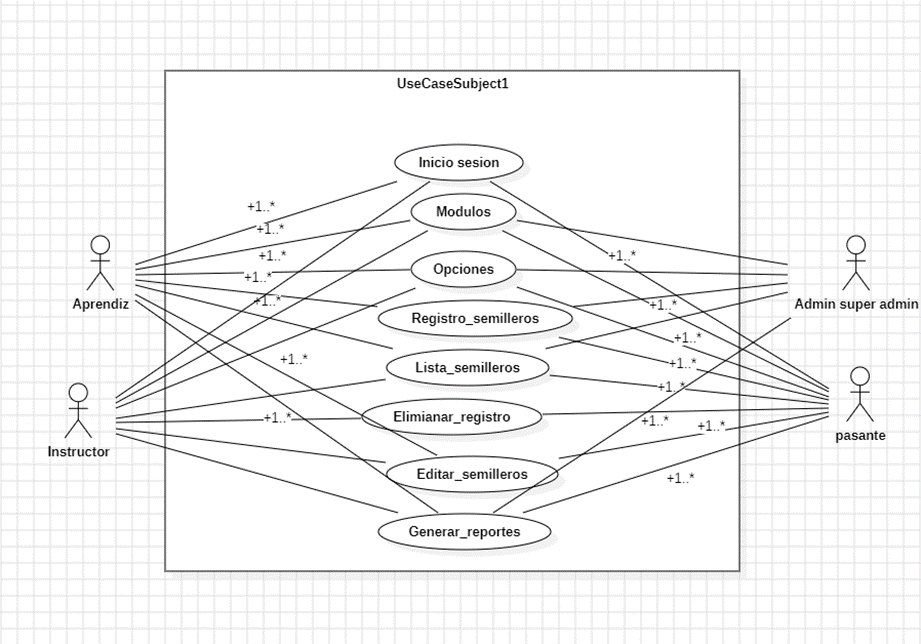 UseCaseSubject1
Inicio sesion
Modulos
+1..*
+1..*
+1..*
+1..*
Opciones
+1..*
+1..*
Aprendiz
Admin super admin
+1..*
Registro_semilleros
+1..*
+1..*
+1..*
Lista_semilleros
+1..*
Elimianar_registro
+1..*
+1..*
+1..*
pasante
Instructor
Editar_semilleros
+1..*
Generar_reportes